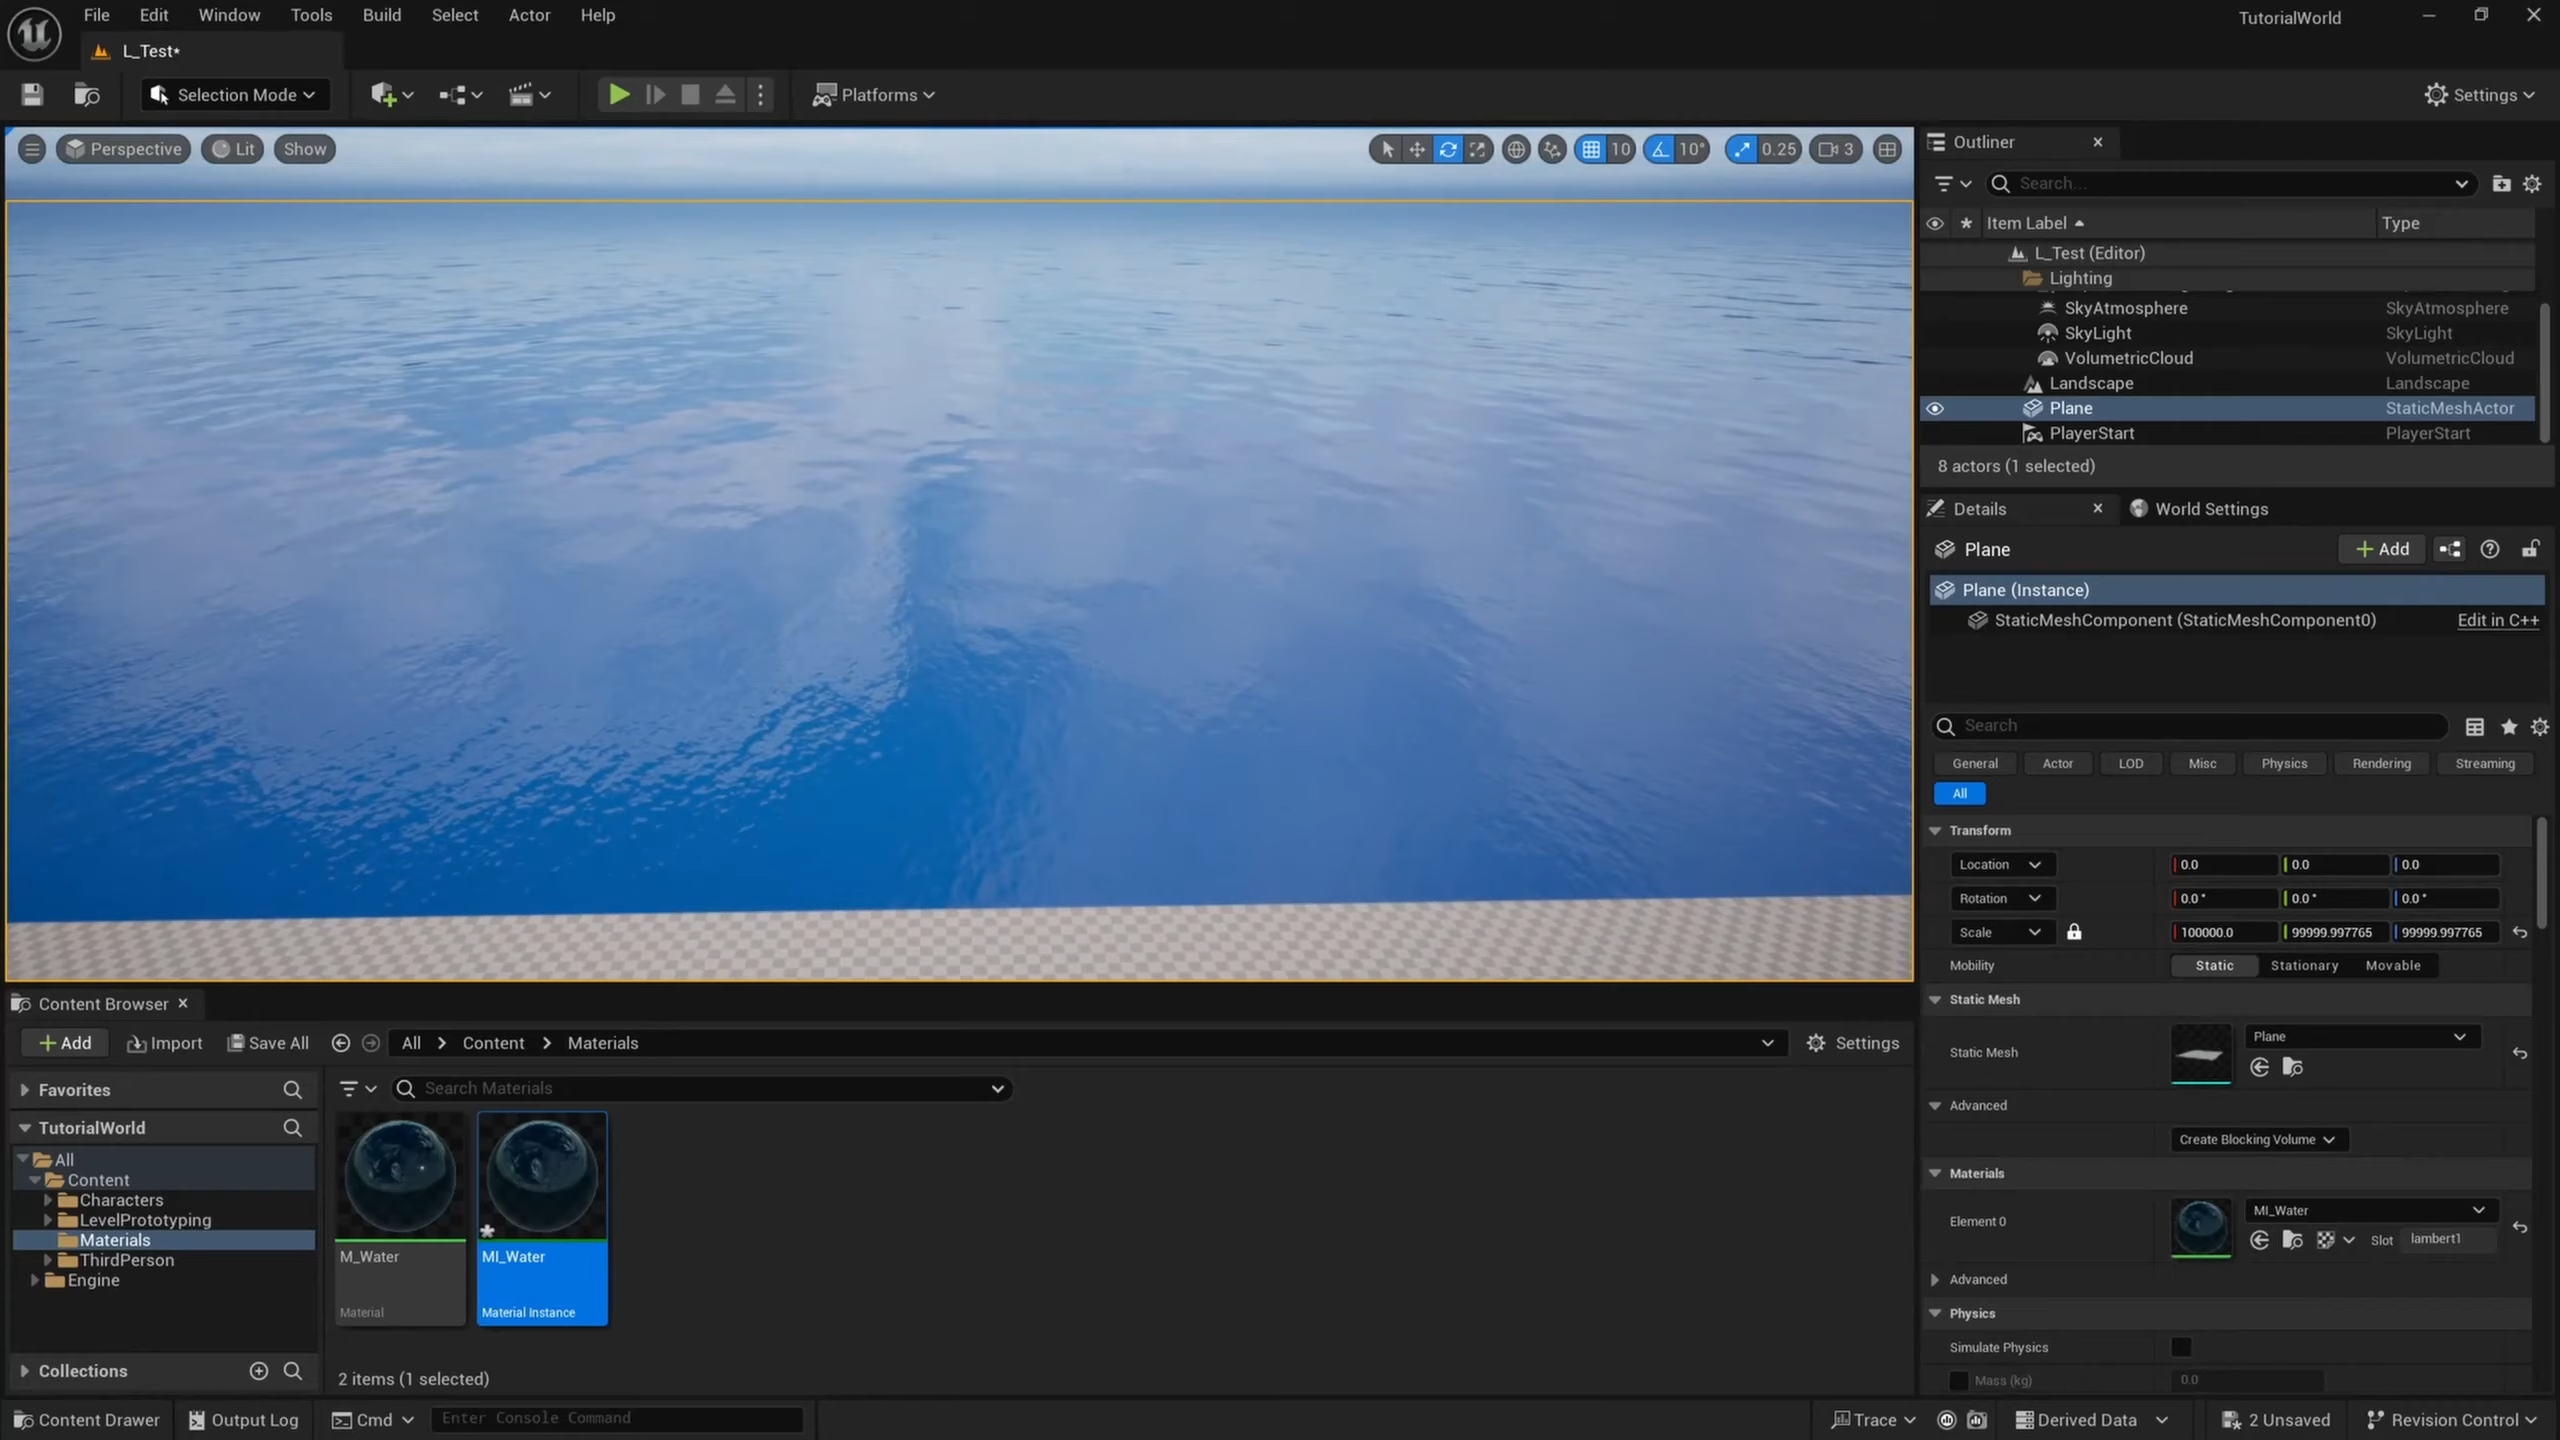 File Edit Window Tools Build Select Actor Help
TutorialWorld
L_Test*
Selection Mode
Platforms
Settings
Perspective Lit Show
10 10° 0.25 3
Outliner
Search...
Item Label Type
L_Test (Editor)
Lighting
SkyAtmosphere SkyAtmosphere
SkyLight SkyLight
VolumetricCloud VolumetricCloud
Landscape Landscape
Plane StaticMeshActor
PlayerStart PlayerStart
8 actors (1 selected)
Details World Settings
Plane
Add
Plane (Instance)
StaticMeshComponent (StaticMeshComponent0) Edit in C++
Search
General Actor LOD Misc Physics Rendering Streaming
All
Transform
Location 0.0 0.0 0.0
Rotation 0.0° 0.0° 0.0°
Scale 100000.0 99999.997765 99999.997765
Mobility Static Stationary Movable
Static Mesh
Static Mesh Plane
Advanced
Create Blocking Volume
Materials
Element 0 MI_Water
Slot lambert1
Advanced
Physics
Simulate Physics
Mass (kg) 0.0
Content Browser
Add Import Save All All > Content > Materials Settings
Favorites
Search Materials
TutorialWorld
All
Content
Characters
LevelPrototyping
Materials
ThirdPerson
Engine
Collections
M_Water
Material
MI_Water
Material Instance
2 items (1 selected)
Content Drawer Output Log Cmd Enter Console Command
Trace Derived Data 2 Unsaved Revision Control